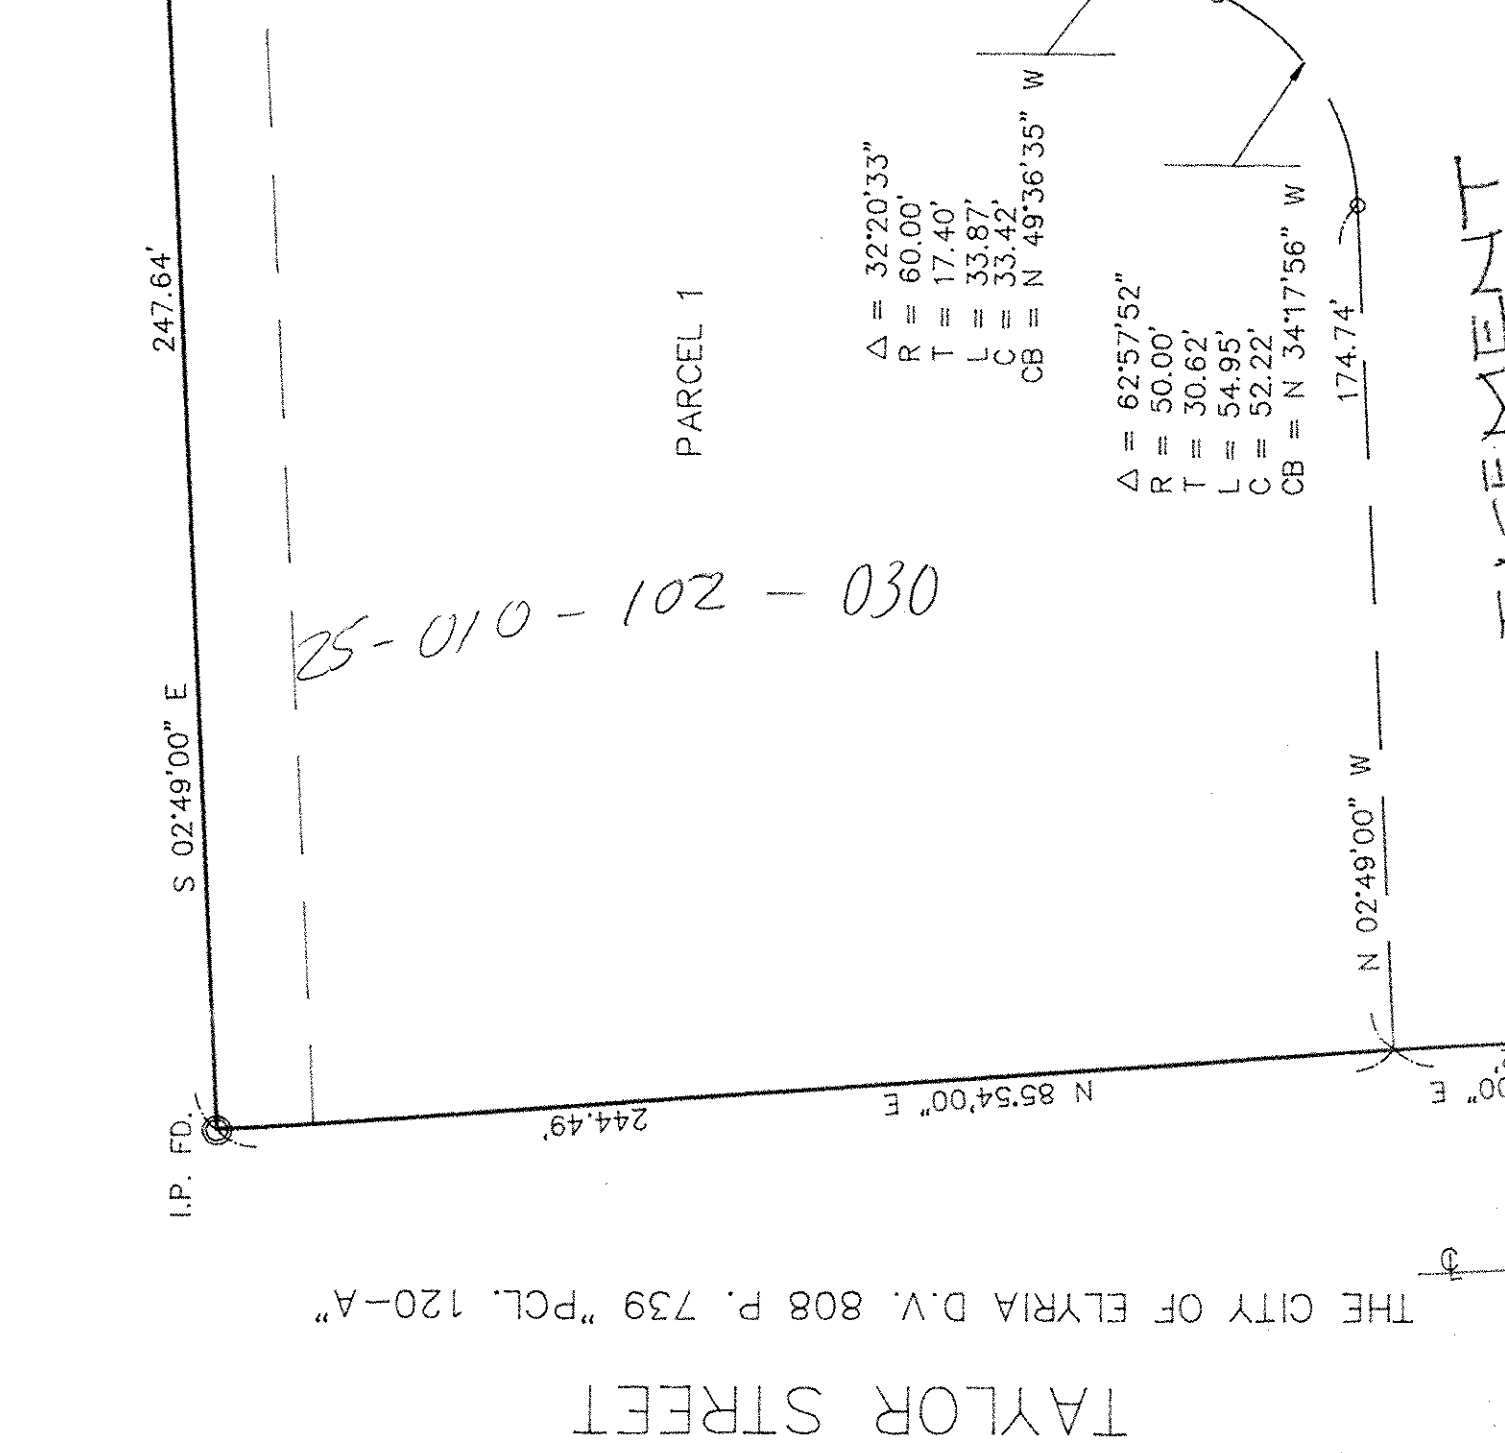 247.64'
S 02°49'00" E
PARCEL 1
Δ = 32°20'33"
R = 60.00'
T = 17.40'
L = 33.87'
C = 33.42'
CB = N 49°36'35" W
Δ = 62°57'52"
R = 50.00'
T = 30.62'
L = 54.95'
C = 52.22'
CB = N 34°17'56" W
174.74'
N 02°49'00" W
25-010-102-030
I.P. FD.
N 85°54'00" E
244.49'
00" E
THE CITY OF ELYRIA D.V. 808 P. 739 "PCL. 120-A"
TAYLOR STREET